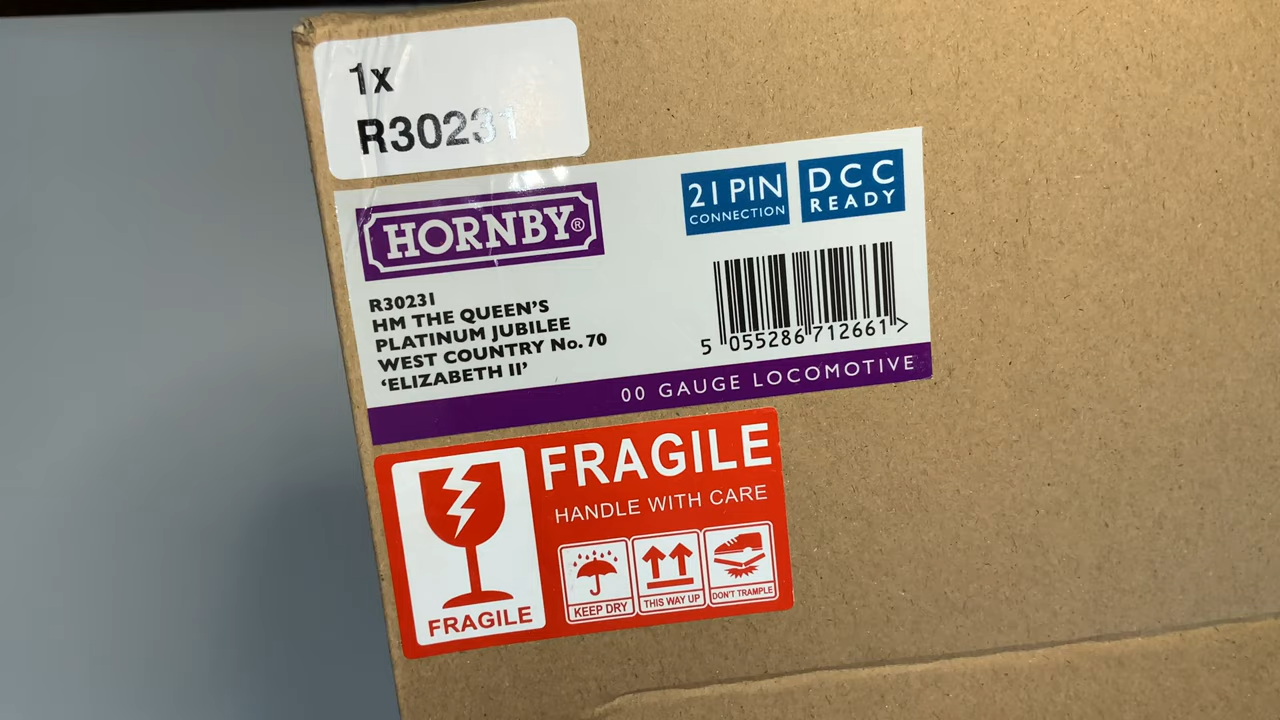 1x
R30231
HORNBY®
21 PIN
CONNECTION
DCC
READY
R30231
HM THE QUEEN'S
PLATINUM JUBILEE
WEST COUNTRY No. 70
'ELIZABETH II'
5 055286 712661 >
00 GAUGE LOCOMOTIVE
FRAGILE
HANDLE WITH CARE
FRAGILE
KEEP DRY
THIS WAY UP
DON'T TRAMPLE